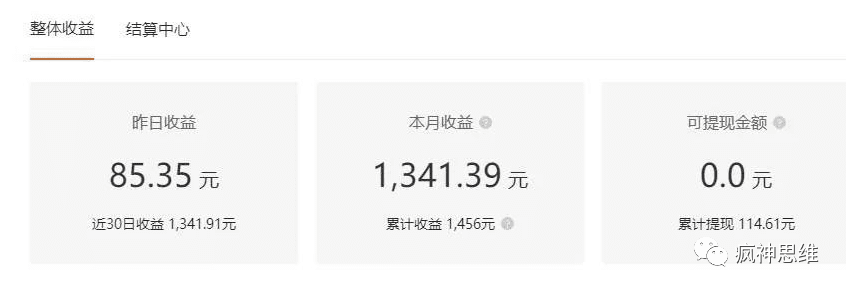 整体收益 结算中心
昨日收益 本月收益 可提现金额
85.35 元 1,341.39 元 0.0 元
近30日收益 1,341.91元 累计收益 1,456元 累计提现 114.61元
疯神思维